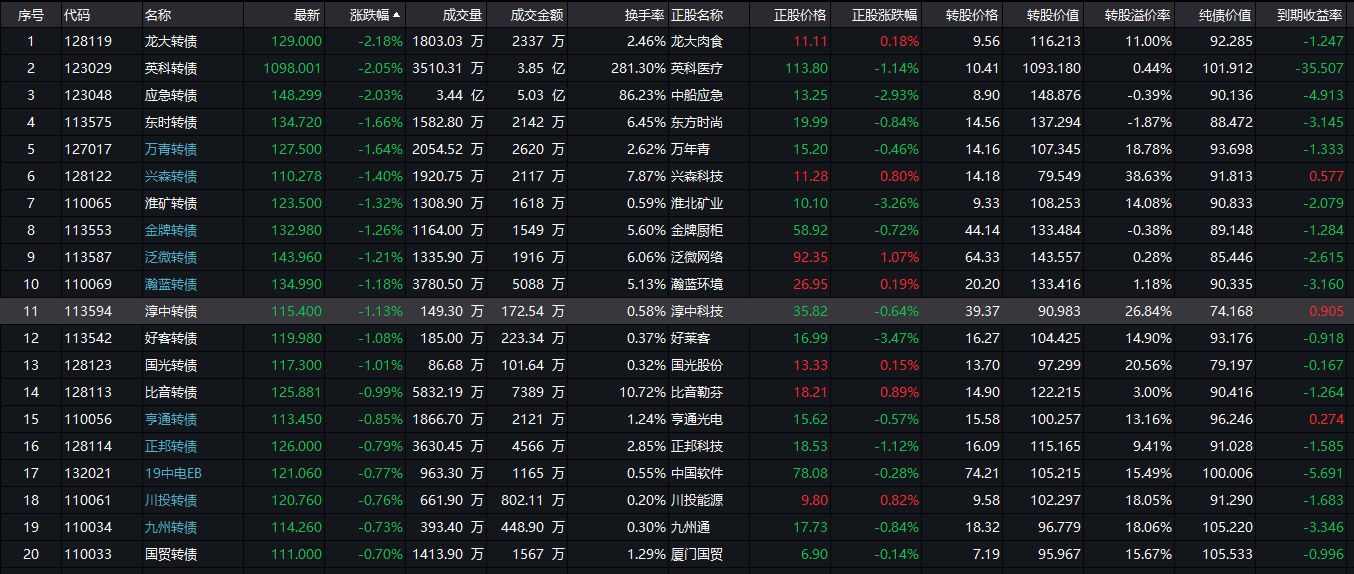 序号 代码 名称 最新 涨跌幅 成交量 成交金额 换手率 正股名称 正股价格 正股涨跌幅 转股价格 转股价值 转股溢价率 纯债价值 到期收益率
1 128119 龙大转债 129.000 -2.18% 1803.03 万 2337 万 2.46% 龙大肉食 11.11 0.18% 9.56 116.213 11.00% 92.285 -1.247
2 123029 英科转债 1098.001 -2.05% 3510.31 万 3.85 亿 281.30% 英科医疗 113.80 -1.14% 10.41 1093.180 0.44% 101.912 -35.507
3 123048 应急转债 148.299 -2.03% 3.44 亿 5.03 亿 86.23% 中船应急 13.25 -2.93% 8.90 148.876 -0.39% 90.136 -4.913
4 113575 东时转债 134.720 -1.66% 1582.80 万 2142 万 6.45% 东方时尚 19.99 -0.84% 14.56 137.294 -1.87% 88.472 -3.145
5 127017 万青转债 127.500 -1.64% 2054.52 万 2620 万 2.62% 万年青 15.20 -0.46% 14.16 107.345 18.78% 93.698 -1.333
6 128122 兴森转债 110.278 -1.40% 1920.75 万 2117 万 7.87% 兴森科技 11.28 0.80% 14.18 79.549 38.63% 91.813 0.577
7 110065 淮矿转债 123.500 -1.32% 1308.90 万 1618 万 0.59% 淮北矿业 10.10 -3.26% 9.33 108.253 14.08% 90.833 -2.079
8 113553 金牌转债 132.980 -1.26% 1164.00 万 1549 万 5.60% 金牌厨柜 58.92 -0.72% 44.14 133.484 -0.38% 89.148 -1.284
9 113587 泛微转债 143.960 -1.21% 1335.90 万 1916 万 6.06% 泛微网络 92.35 1.07% 64.33 143.557 0.28% 85.446 -2.615
10 110069 瀚蓝转债 134.990 -1.18% 3780.50 万 5088 万 5.13% 瀚蓝环境 26.95 0.19% 20.20 133.416 1.18% 90.335 -3.160
11 113594 淳中转债 115.400 -1.13% 149.30 万 172.54 万 0.58% 淳中科技 35.82 -0.64% 39.37 90.983 26.84% 74.168 0.905
12 113542 好客转债 119.980 -1.08% 185.00 万 223.34 万 0.37% 好莱客 16.99 -3.47% 16.27 104.425 14.90% 93.176 -0.918
13 128123 国光转债 117.300 -1.01% 86.68 万 101.64 万 0.32% 国光股份 13.33 0.15% 13.70 97.299 20.56% 79.197 -0.167
14 128113 比音转债 125.881 -0.99% 5832.19 万 7389 万 10.72% 比音勒芬 18.21 0.89% 14.90 122.215 3.00% 90.416 -1.264
15 110056 亨通转债 113.450 -0.85% 1866.70 万 2121 万 1.24% 亨通光电 15.62 -0.57% 15.58 100.257 13.16% 96.246 0.274
16 128114 正邦转债 126.000 -0.79% 3630.45 万 4566 万 2.85% 正邦科技 18.53 -1.12% 16.09 115.165 9.41% 91.028 -1.585
17 132021 19中电EB 121.060 -0.77% 963.30 万 1165 万 0.55% 中国软件 78.08 -0.28% 74.21 105.215 15.49% 100.006 -5.691
18 110061 川投转债 120.760 -0.76% 661.90 万 802.11 万 0.20% 川投能源 9.80 0.82% 9.58 102.297 18.05% 91.290 -1.683
19 110034 九州转债 114.260 -0.73% 393.40 万 448.90 万 0.30% 九州通 17.73 -0.84% 18.32 96.779 18.06% 105.220 -3.346
20 110033 国贸转债 111.000 -0.70% 1413.90 万 1567 万 1.29% 厦门国贸 6.90 -0.14% 7.19 95.967 15.67% 105.533 -0.996